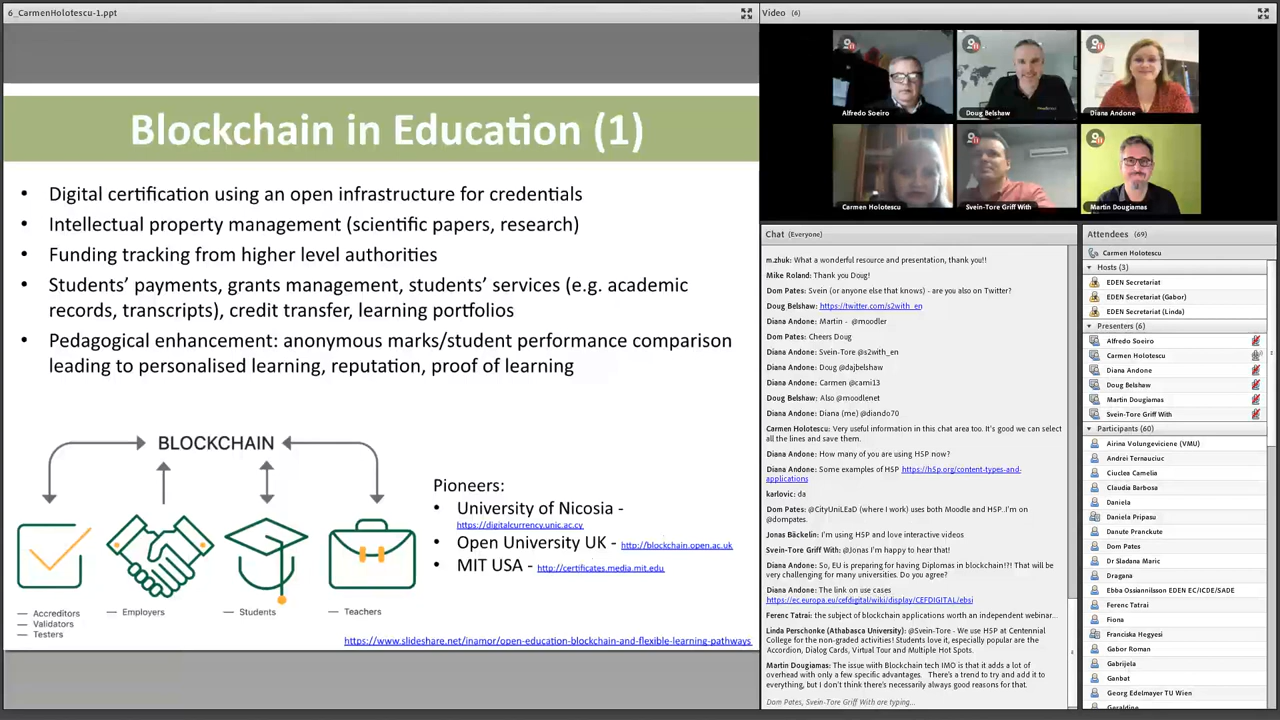 6_CarmenHolotescu-1.ppt
Blockchain in Education (1)
• Digital certification using an open infrastructure for credentials
• Intellectual property management (scientific papers, research)
• Funding tracking from higher level authorities
• Students’ payments, grants management, students’ services (e.g. academic
records, transcripts), credit transfer, learning portfolios
• Pedagogical enhancement: anonymous marks/student performance comparison
leading to personalised learning, reputation, proof of learning
BLOCKCHAIN
— Accreditors
— Validators
— Testers
— Employers
— Students
— Teachers
Pioneers:
• University of Nicosia -
https://digitalcurrency.unic.ac.cy
• Open University UK - http://blockchain.open.ac.uk
• MIT USA - http://certificates.media.mit.edu
https://www.slideshare.net/inamor/open-education-blockchain-and-flexible-learning-pathways
Video (6)
Alfredo Soeiro
Doug Belshaw
Diana Andone
Carmen Holotescu
Svein-Tore Griff With
Martin Dougiamas
Chat (Everyone)
m.zhuk: What a wonderful resource and presentation, thank you!!
Mike Roland: Thank you Doug!
Dom Pates: Svein (or anyone else that knows) - are you also on Twitter?
Doug Belshaw: https://twitter.com/s2with_en
Diana Andone: Martin - @moodler
Dom Pates: Cheers Doug
Diana Andone: Svein-Tore @s2with_en
Diana Andone: Doug @dajbelshaw
Diana Andone: Carmen @cami13
Doug Belshaw: Also @moodlenet
Diana Andone: Diana (me) @diando70
Carmen Holotescu: Very useful information in this chat area too. It's good we can select
all the lines and save them.
Diana Andone: How many of you are using H5P now?
Diana Andone: Some examples of H5P https://h5p.org/content-types-and-
applications
karlovic: da
Dom Pates: @CityUniLEaD (where I work) uses both Moodle and H5P..I'm on
@dompates.
Jonas Bäckelin: I'm using H5P and love interactive videos
Svein-Tore Griff With: @Jonas I'm happy to hear that!
Diana Andone: So, EU is preparing for having Diplomas in blockchain!?! That will be
very challenging for many universities. Do you agree?
Diana Andone: The link on use cases
https://ec.europa.eu/cefdigital/wiki/display/CEFDIGITAL/ebsi
Ferenc Tatrai: the subject of blockchain applications worth an independent webinar...
Linda Perschonke (Athabasca University): @Svein-Tore - We use H5P at Centennial
College for the non-graded activities! Students love it, especially popular are the
Accordion, Dialog Cards, Virtual Tour and Multiple Hot Spots.
Martin Dougiamas: The issue with Blockchain tech IMO is that it adds a lot of
overhead with only a few specific advantages. There's a trend to try and add it to
everything, but I don't think there's necessarily always good reasons for that.
Dom Pates, Svein-Tore Griff With are typing...
Attendees (69)
Carmen Holotescu
Hosts (3)
EDEN Secretariat
EDEN Secretariat (Gabor)
EDEN Secretariat (Linda)
Presenters (6)
Alfredo Soeiro
Carmen Holotescu
Diana Andone
Doug Belshaw
Martin Dougiamas
Svein-Tore Griff With
Participants (60)
Airina Volungeviciene (VMU)
Andrei Ternauciuc
Ciuclea Camelia
Claudia Barbosa
Daniela
Daniela Pripasu
Danute Pranckute
Dom Pates
Dr Sladana Maric
Dragana
Ebba Ossiannilsson EDEN EC/ICDE/SADE
Ferenc Tatrai
Fiona
Franciska Hegyesi
Gabor Roman
Gabrijela
Ganbat
Georg Edelmayer TU Wien
Geraldine